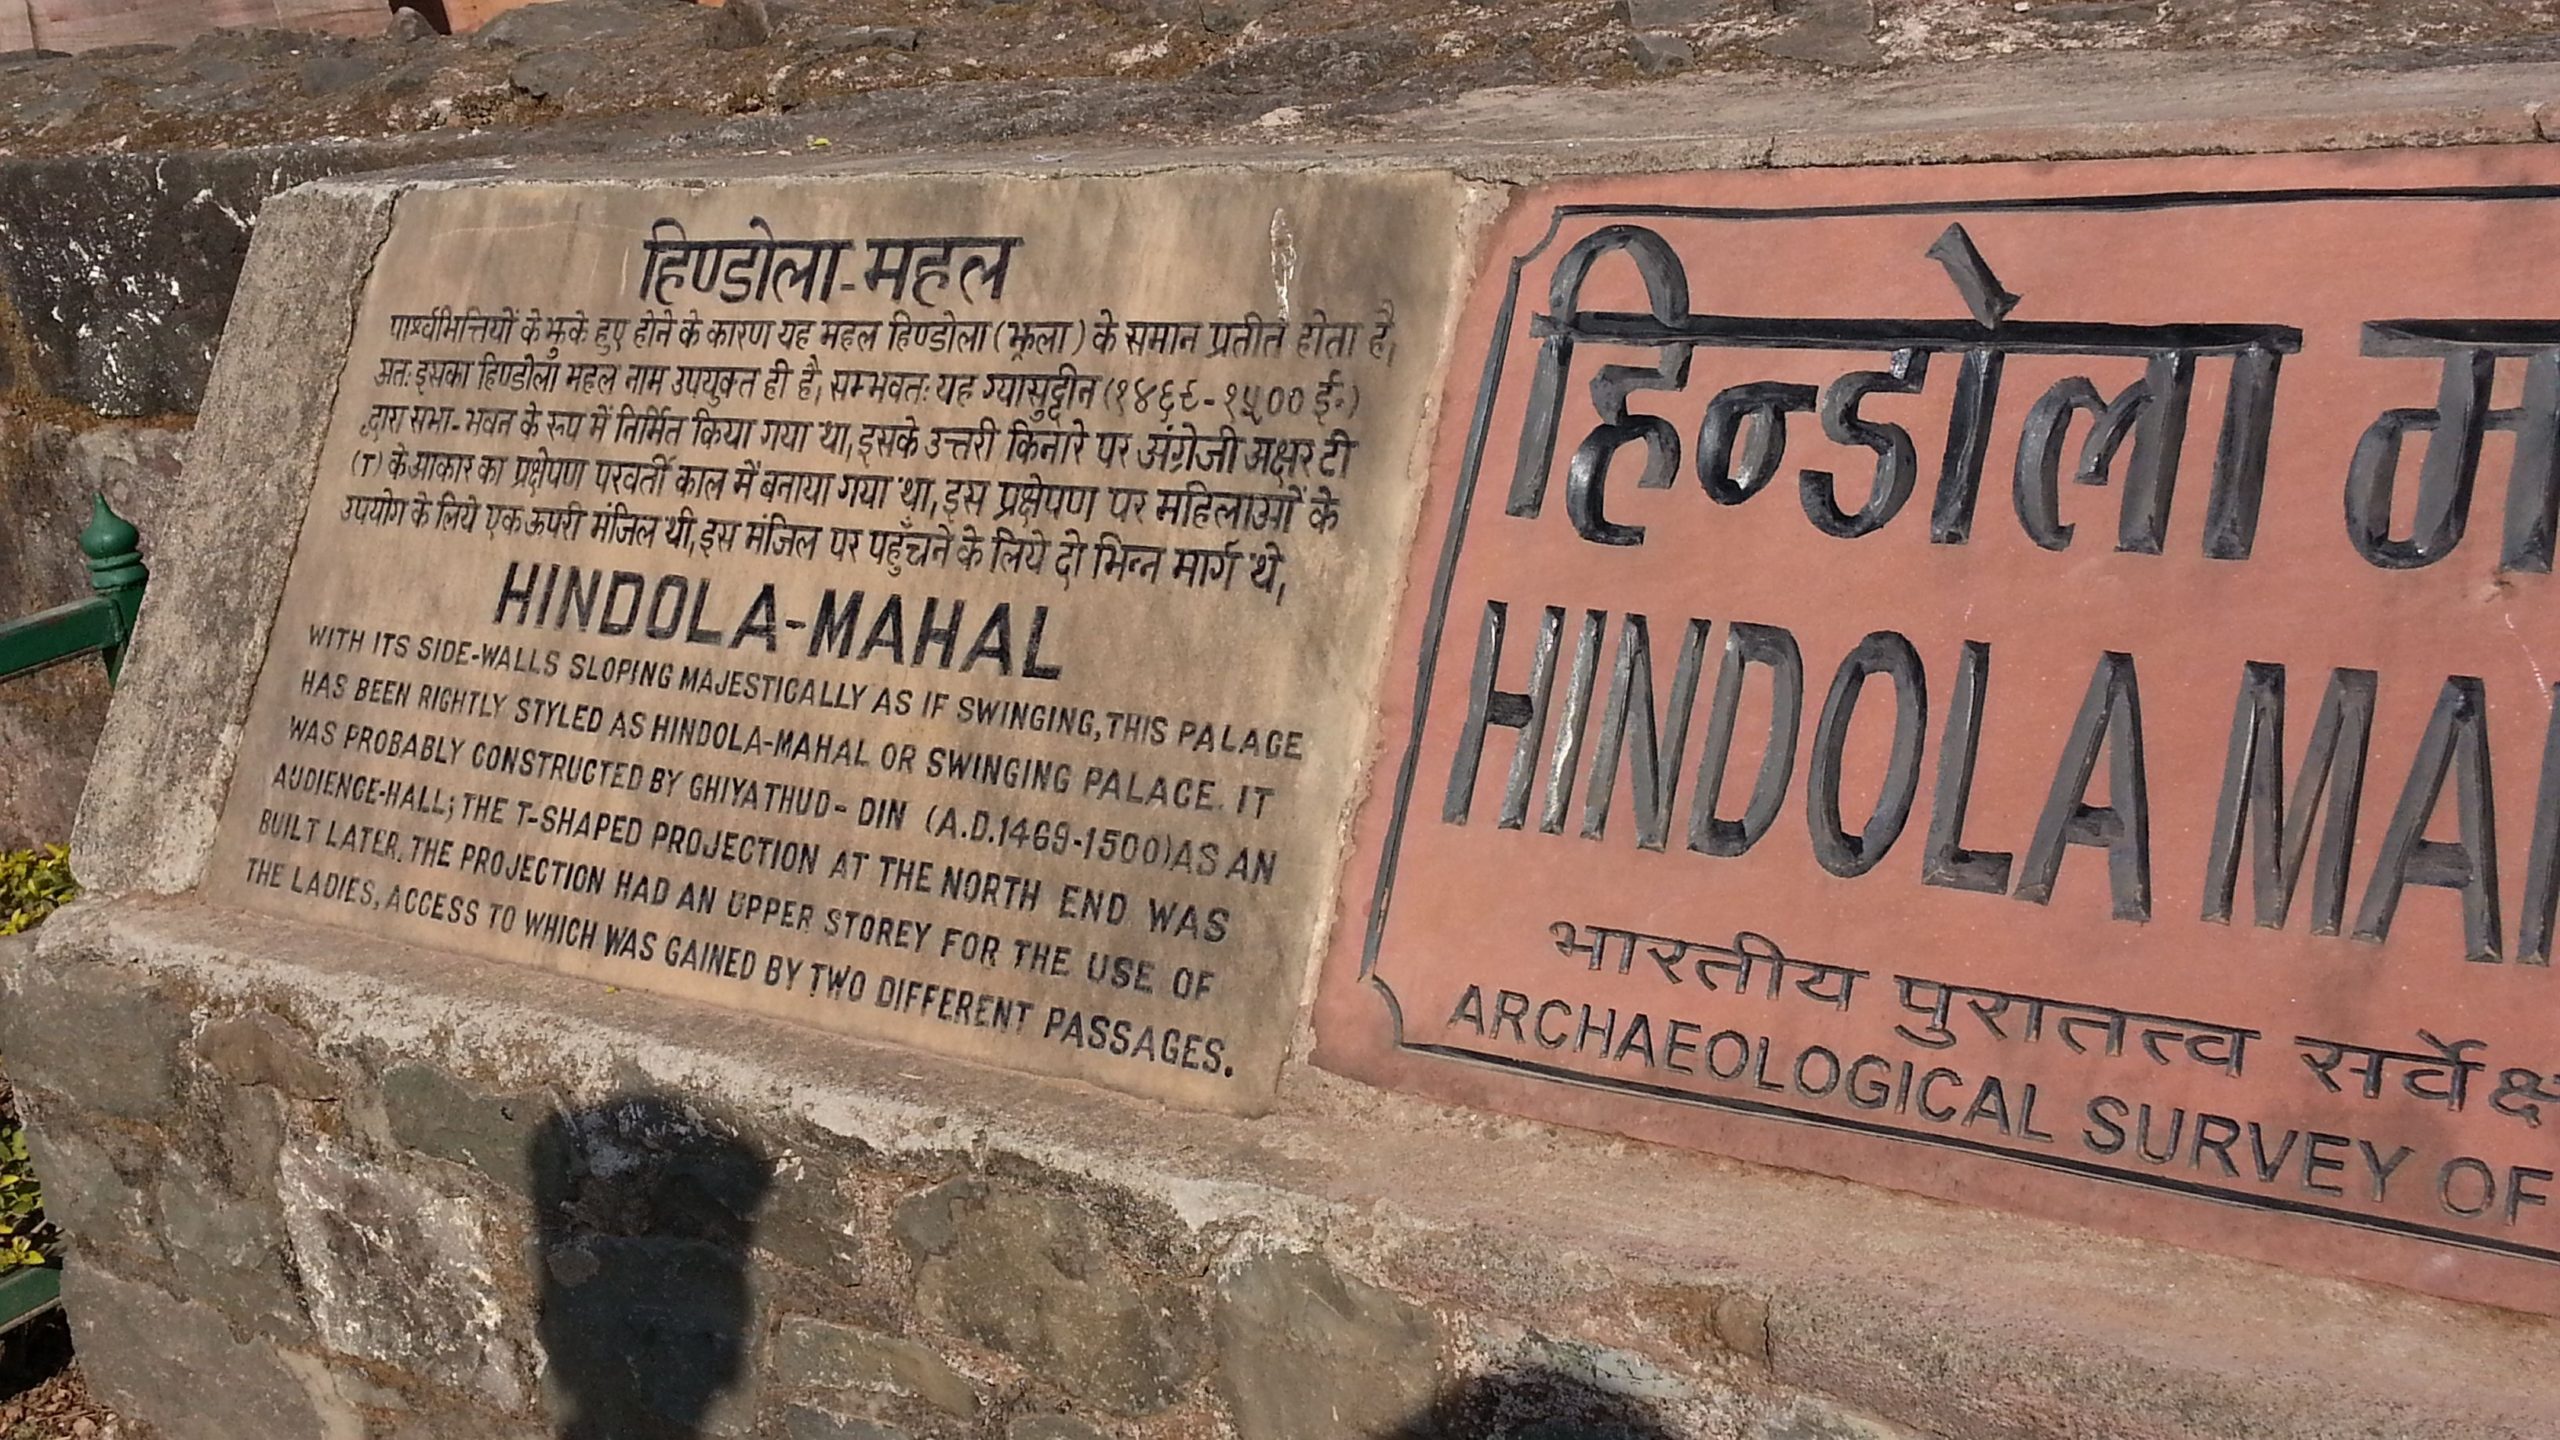 हिण्डोला-महल
पार्श्वभित्तियों के झुके हुए होने के कारण यह महल हिण्डोला (झूला) के समान प्रतीत होता है,
अतः इसका हिण्डोला महल नाम उपयुक्त ही है, सम्भवतः यह ग्यासुद्दीन (१४६९-१५०० ई॰)
द्वारा सभा-भवन के रूप में निर्मित किया गया था, इसके उत्तरी किनारे पर अंग्रेजी अक्षर टी
(T) के आकार का प्रक्षेपण परवर्ती काल में बनाया गया था, इस प्रक्षेपण पर महिलाओं के
उपयोग के लिये एक ऊपरी मंजिल थी, इस मंजिल पर पहुँचने के लिये दो भिन्न मार्ग थे,
HINDOLA-MAHAL
WITH ITS SIDE-WALLS SLOPING MAJESTICALLY AS IF SWINGING, THIS PALACE
HAS BEEN RIGHTLY STYLED AS HINDOLA-MAHAL OR SWINGING PALACE. IT
WAS PROBABLY CONSTRUCTED BY GHIYATHUD-DIN (A.D.1469-1500) AS AN
AUDIENCE-HALL; THE T-SHAPED PROJECTION AT THE NORTH END WAS
BUILT LATER. THE PROJECTION HAD AN UPPER STOREY FOR THE USE OF
THE LADIES, ACCESS TO WHICH WAS GAINED BY TWO DIFFERENT PASSAGES.
हिन्डोला म
HINDOLA MA
भारतीय पुरातत्व सर्वेक्ष
ARCHAEOLOGICAL SURVEY OF